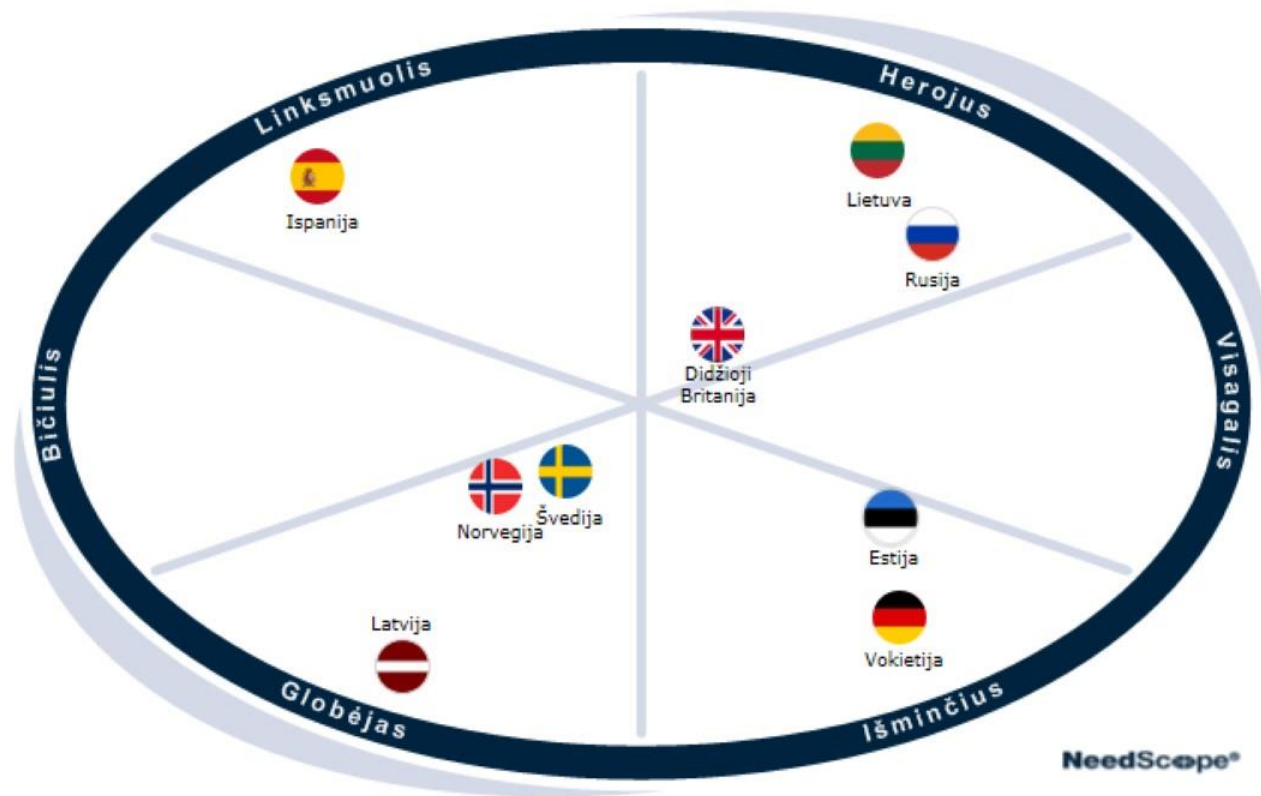 Linksmuolis
Herojus
Ispanija
Lietuva
Rusija
Bičiulis
Visagalis
Didžioji
Britanija
Norvegija
Švedija
Estija
Latvija
Vokietija
Globėjas
Išminčius
NeedScope®